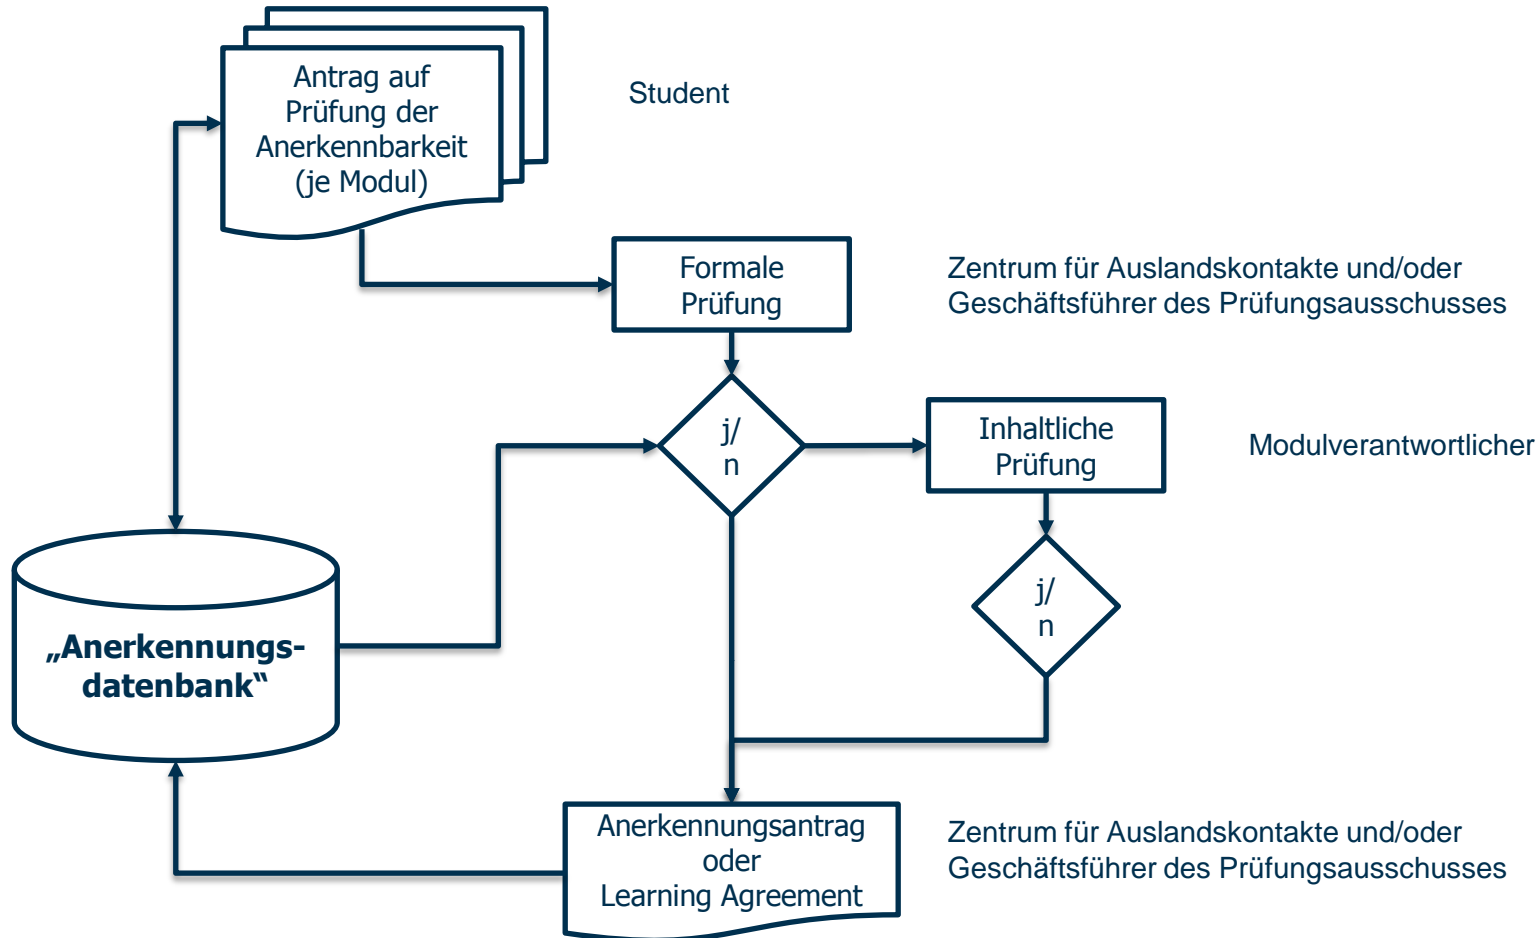 Antrag auf
Prüfung der
Anerkennbarkeit
(je Modul)
Student
Formale
Prüfung
Zentrum für Auslandskontakte und/oder
Geschäftsführer des Prüfungsausschusses
j/
n
Inhaltliche
Prüfung
Modulverantwortlicher
j/
n
„Anerkennungs-
datenbank“
Anerkennungsantrag
oder
Learning Agreement
Zentrum für Auslandskontakte und/oder
Geschäftsführer des Prüfungsausschusses